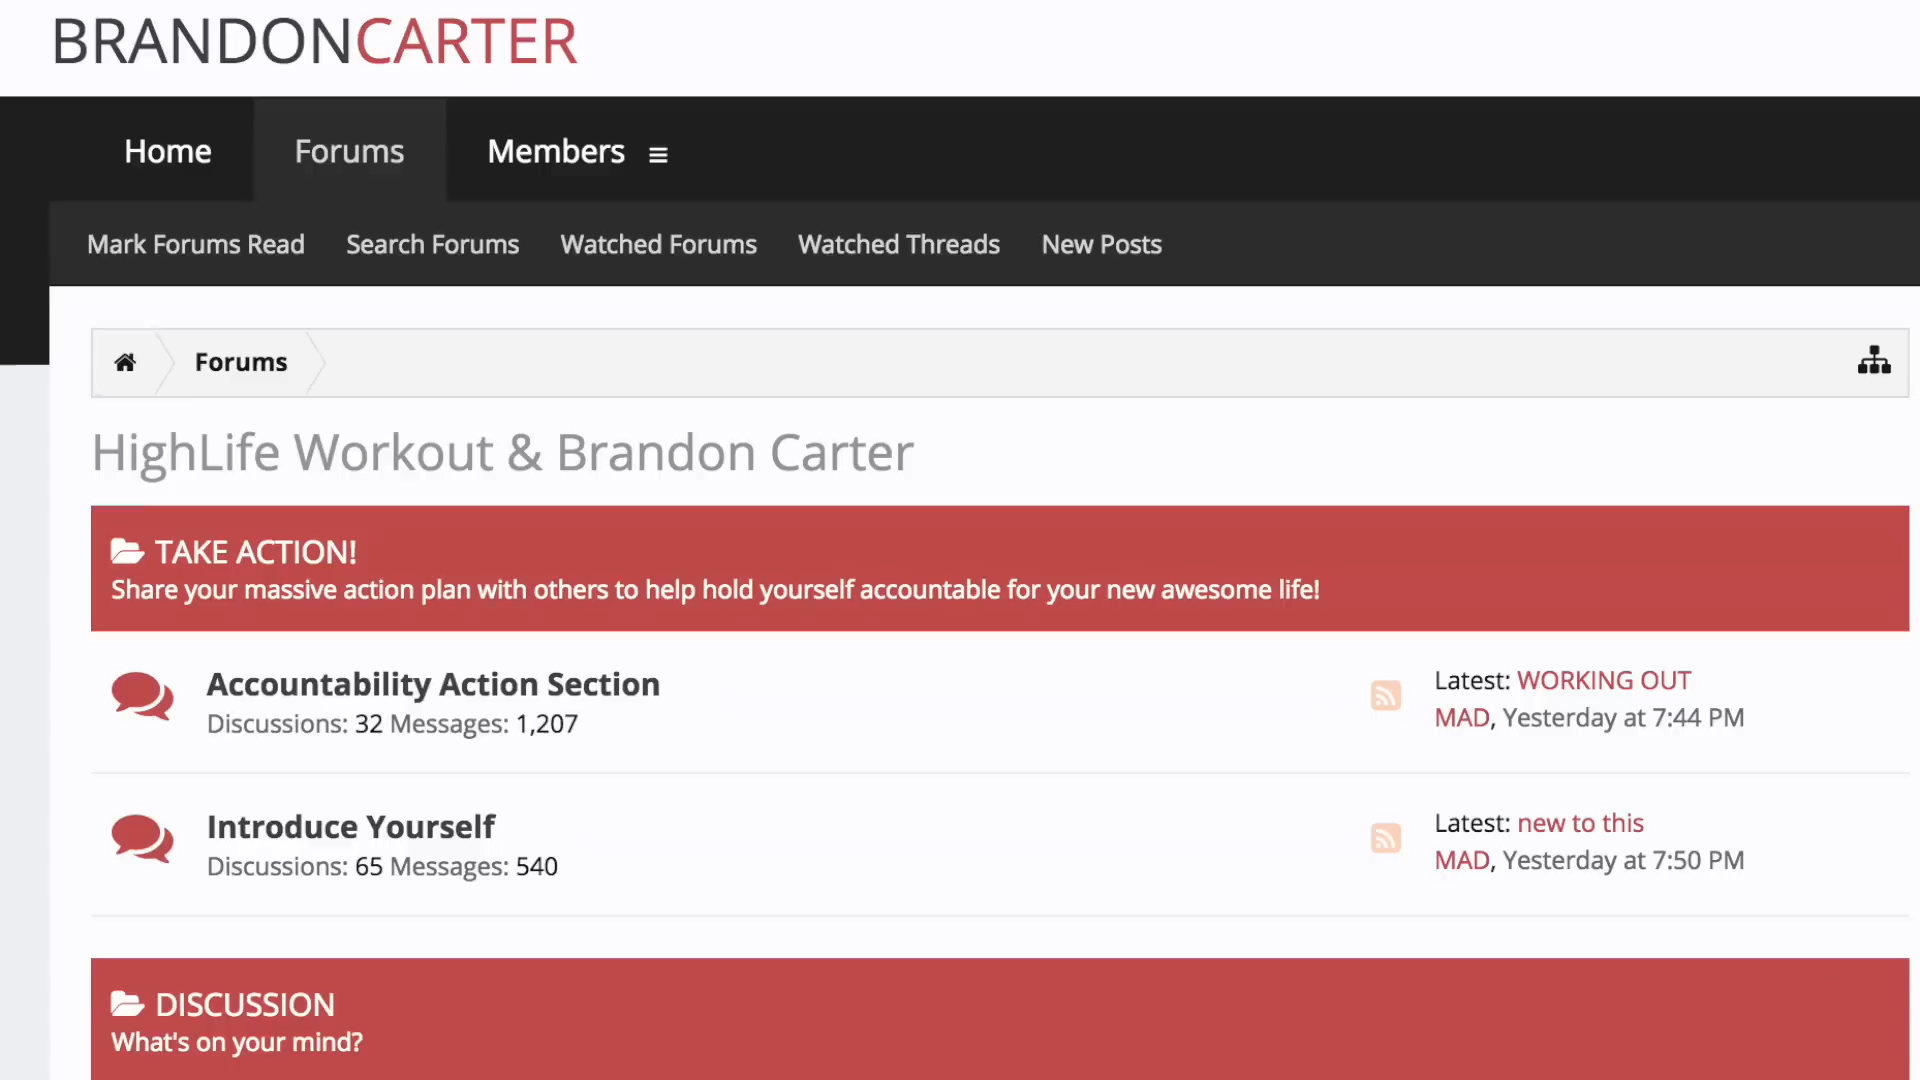 BRANDONCARTER
Home Forums Members
Mark Forums Read Search Forums Watched Forums Watched Threads New Posts
Forums
HighLife Workout & Brandon Carter
TAKE ACTION!
Share your massive action plan with others to help hold yourself accountable for your new awesome life!
Accountability Action Section
Discussions: 32 Messages: 1,207
Latest: WORKING OUT
MAD, Yesterday at 7:44 PM
Introduce Yourself
Discussions: 65 Messages: 540
Latest: new to this
MAD, Yesterday at 7:50 PM
DISCUSSION
What's on your mind?